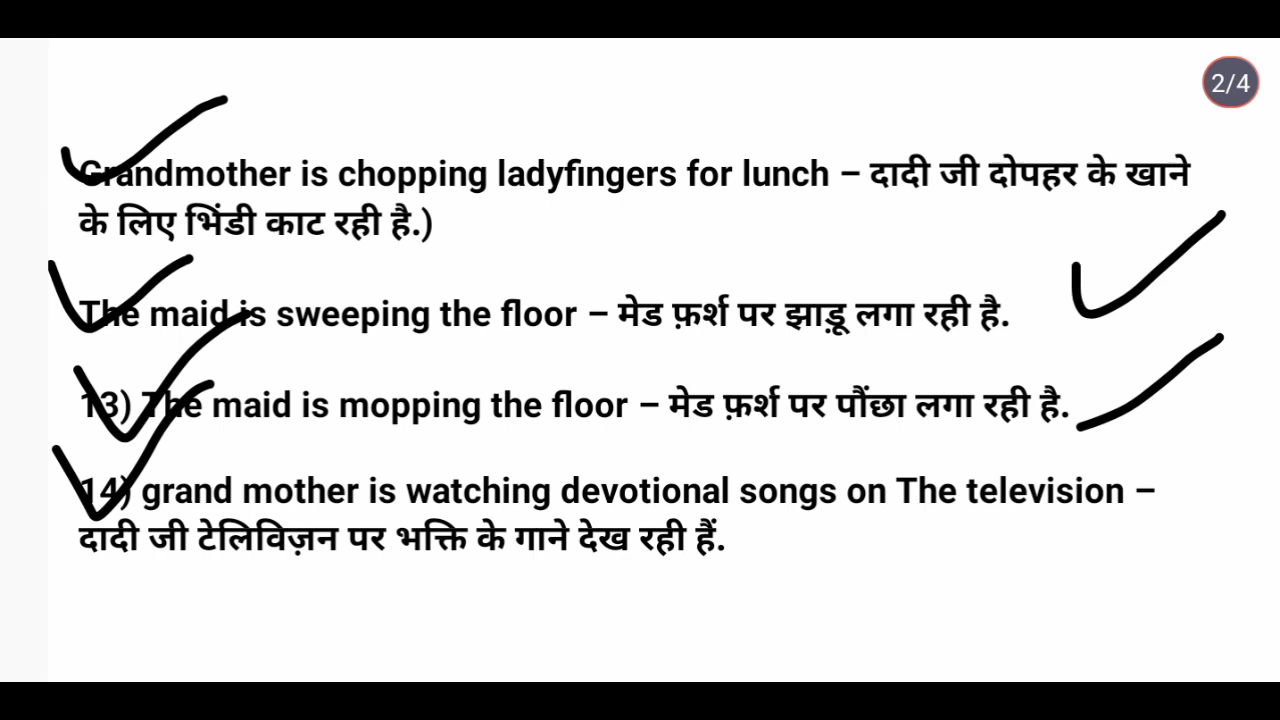 2/4
Grandmother is chopping ladyfingers for lunch – दादी जी दोपहर के खाने
के लिए भिंडी काट रही है.)
The maid is sweeping the floor – मेड फ़र्श पर झाड़ू लगा रही है.
13) The maid is mopping the floor – मेड फ़र्श पर पौंछा लगा रही है.
14) grand mother is watching devotional songs on The television –
दादी जी टेलिविज़न पर भक्ति के गाने देख रही हैं.